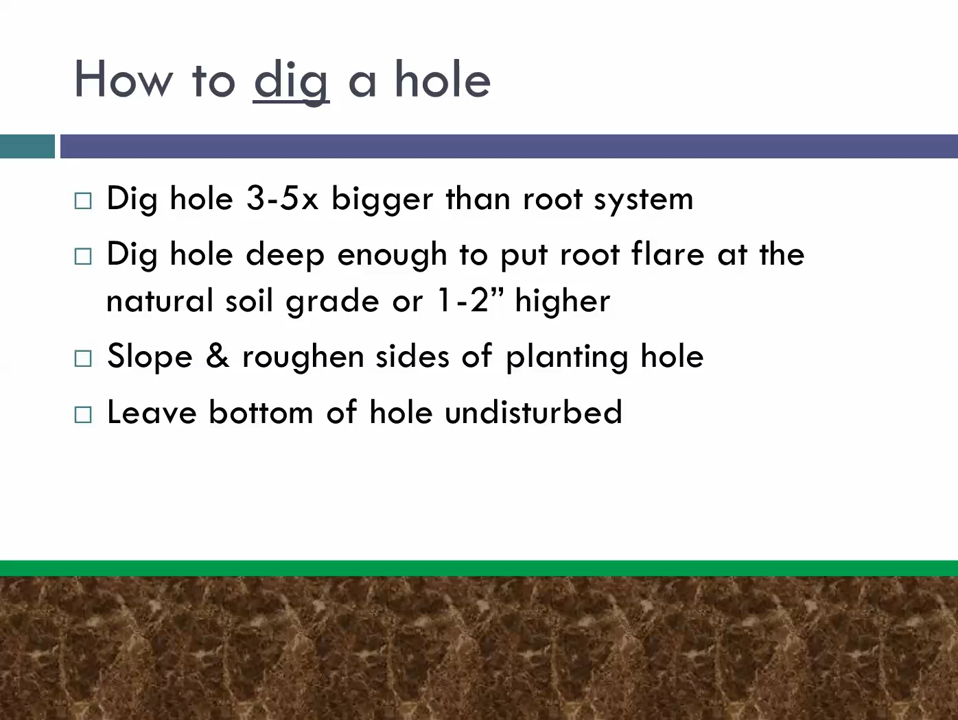 How to dig a hole
Dig hole 3-5x bigger than root system
Dig hole deep enough to put root flare at the
natural soil grade or 1-2” higher
Slope & roughen sides of planting hole
Leave bottom of hole undisturbed